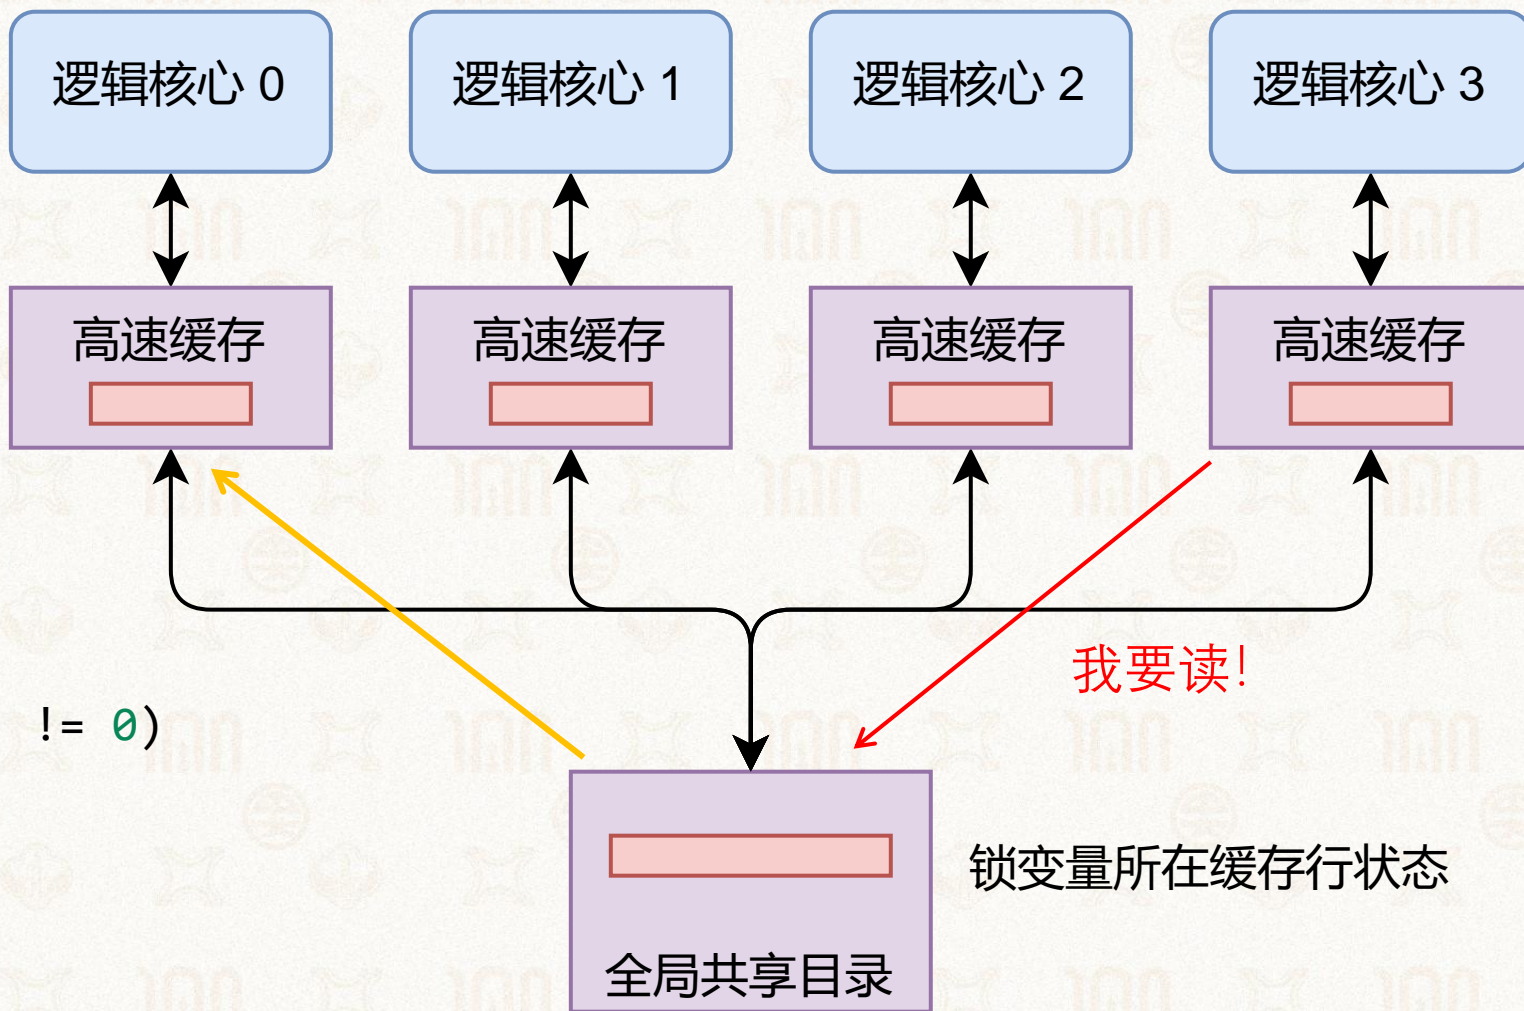 逻辑核心 0
逻辑核心 1
逻辑核心 2
逻辑核心 3
高速缓存
高速缓存
高速缓存
高速缓存
我要读！
!= 0)
锁变量所在缓存行状态
全局共享目录